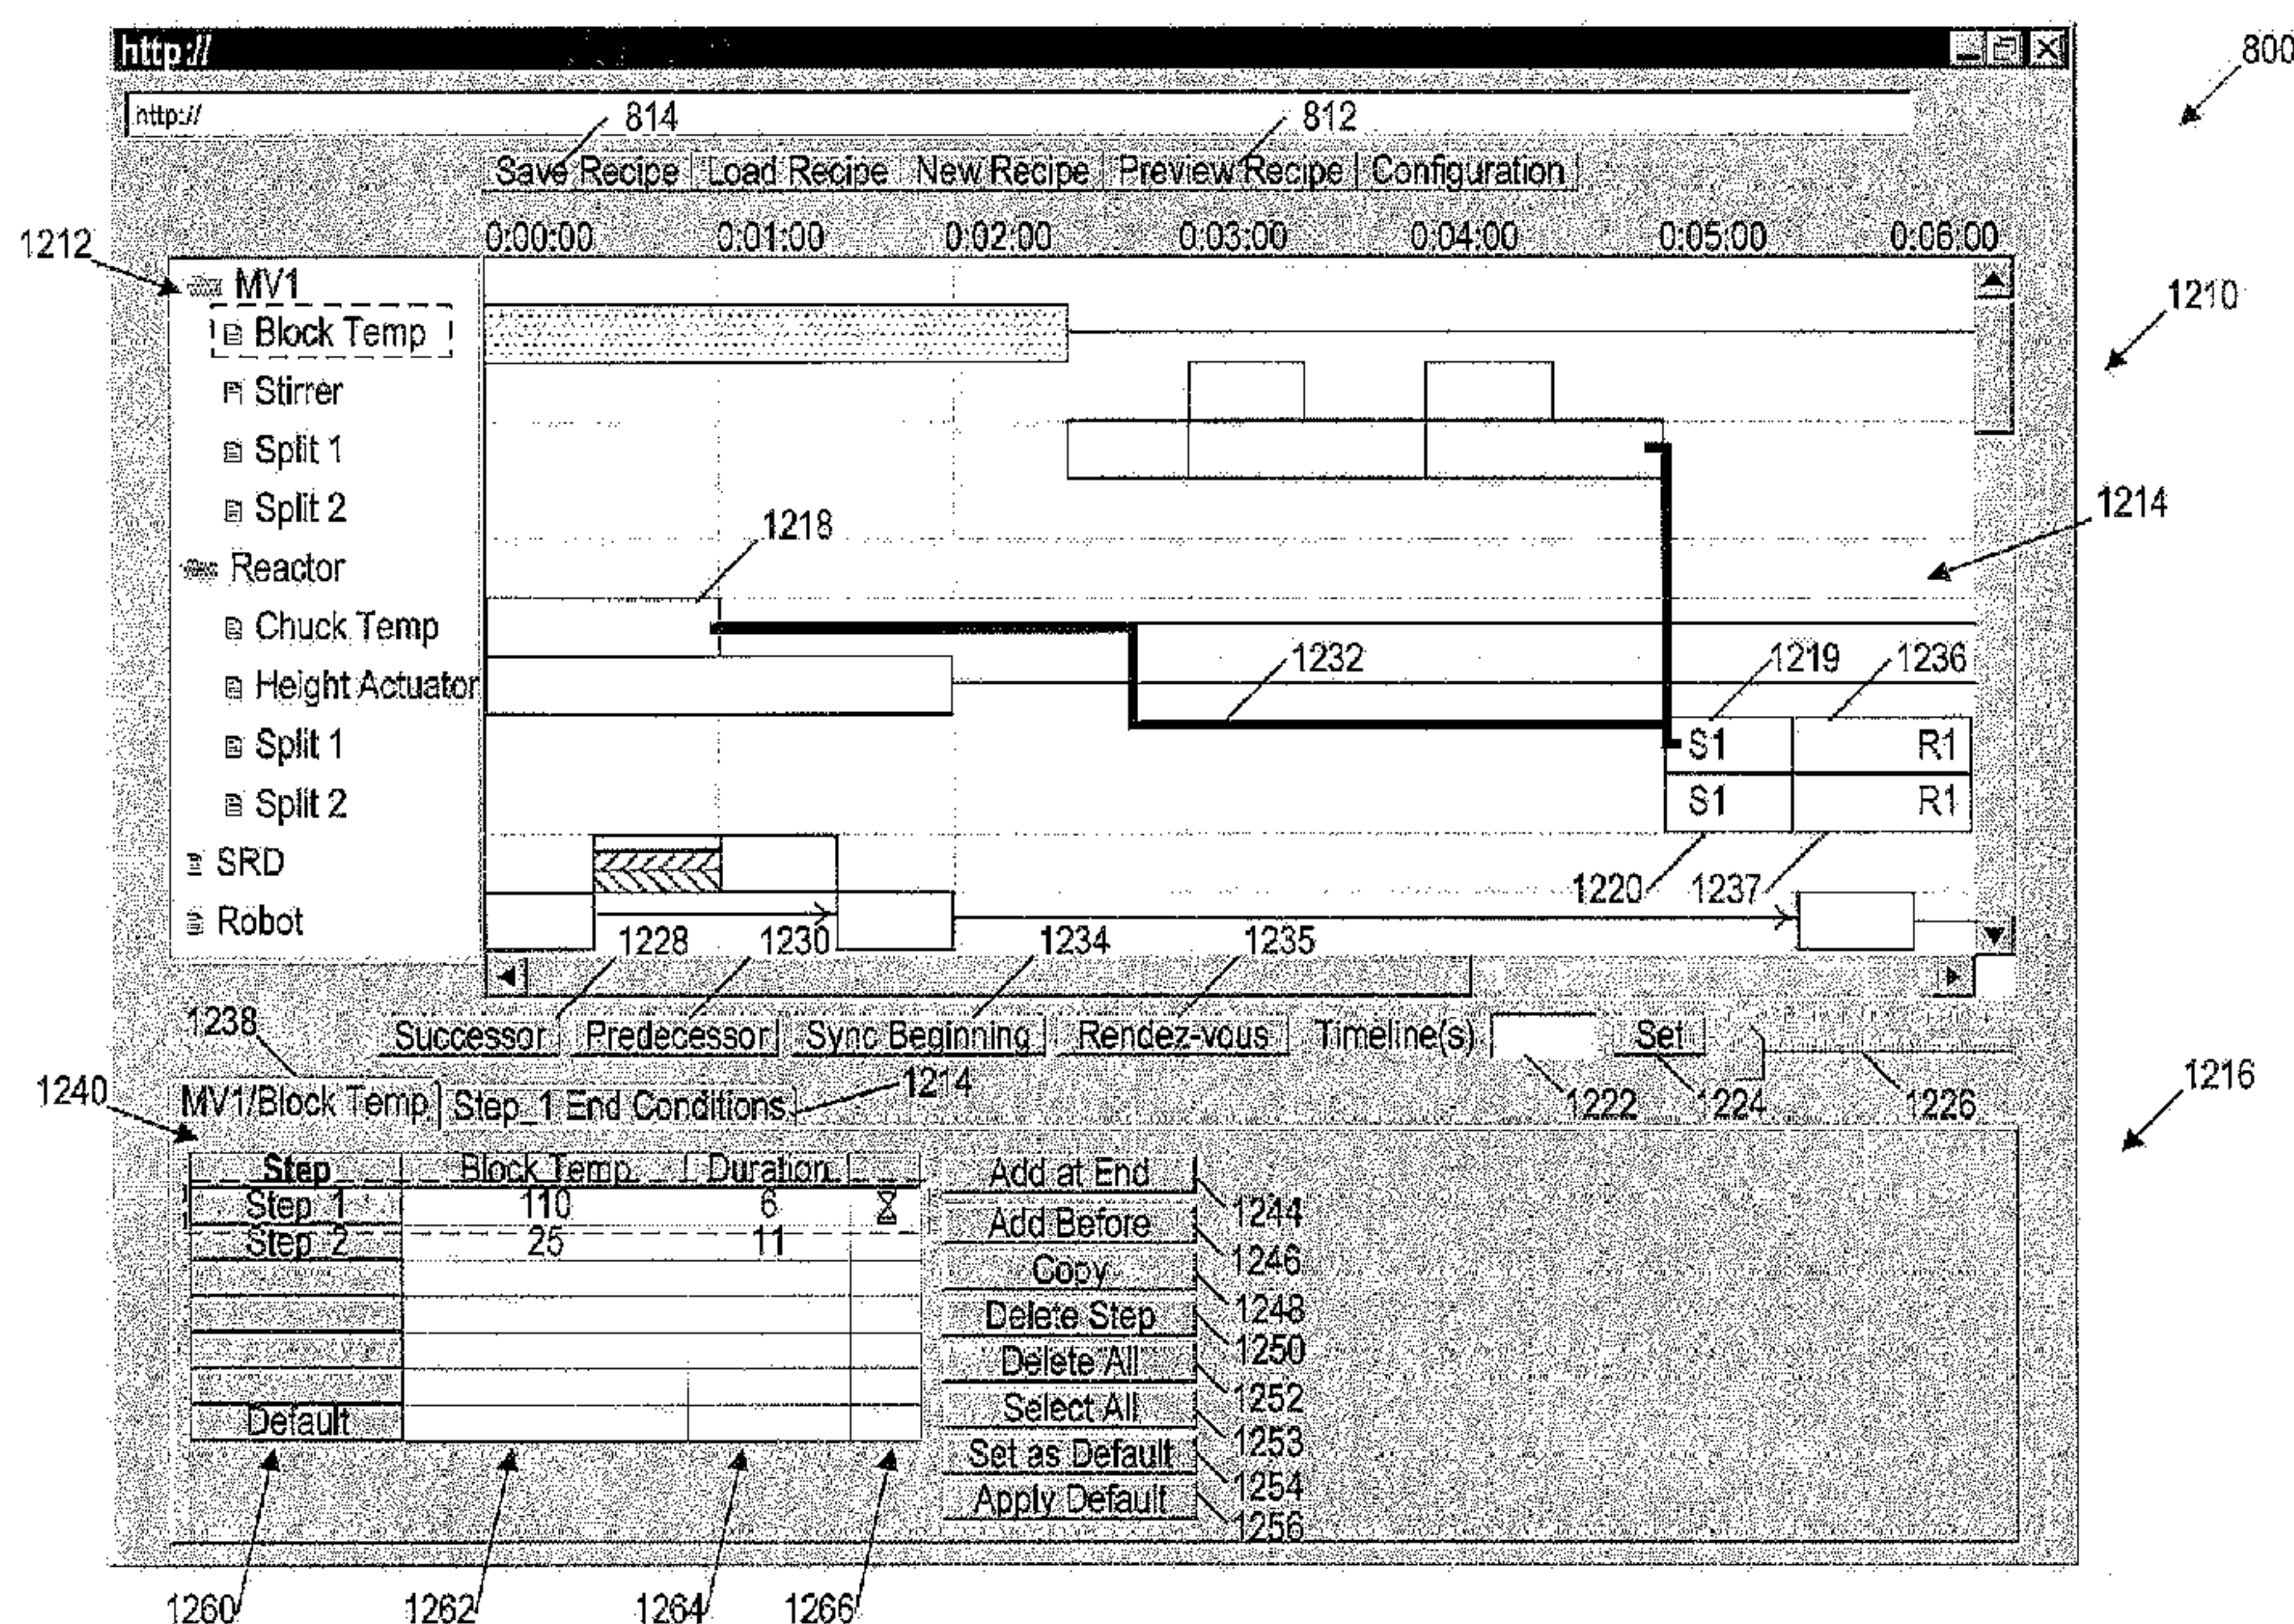 http://
800
http://
814
812
Save Recipe Load Recipe New Recipe Preview Recipe Configuration
0:00:00 0:01:00 0:02:00 0:03:00 0:04:00 0:05:00 0:06:00
1212
MV1
1210
Block Temp
Stirrer
Split 1
Split 2
1218
1214
Reactor
Chuck Temp
Height Actuator
1232
1219
1236
Split 1
S1 R1
Split 2
S1 R1
SRD
1220
1237
Robot
1228
1230
1234
1235
1238
Successor Predecessor Sync Beginning Rendez-vous Timeline(s) Set
1240
MV1/Block Temp Step_1 End Conditions
1214
1222
1224
1226
1216
Step Block Temp Duration
Step_1 110 6
Step_2 25 11
Default
Add at End
1244
Add Before
1246
Copy
1248
Delete Step
1250
Delete All
1252
Select All
1253
Set as Default
1254
Apply Default
1256
1260
1262
1264
1266